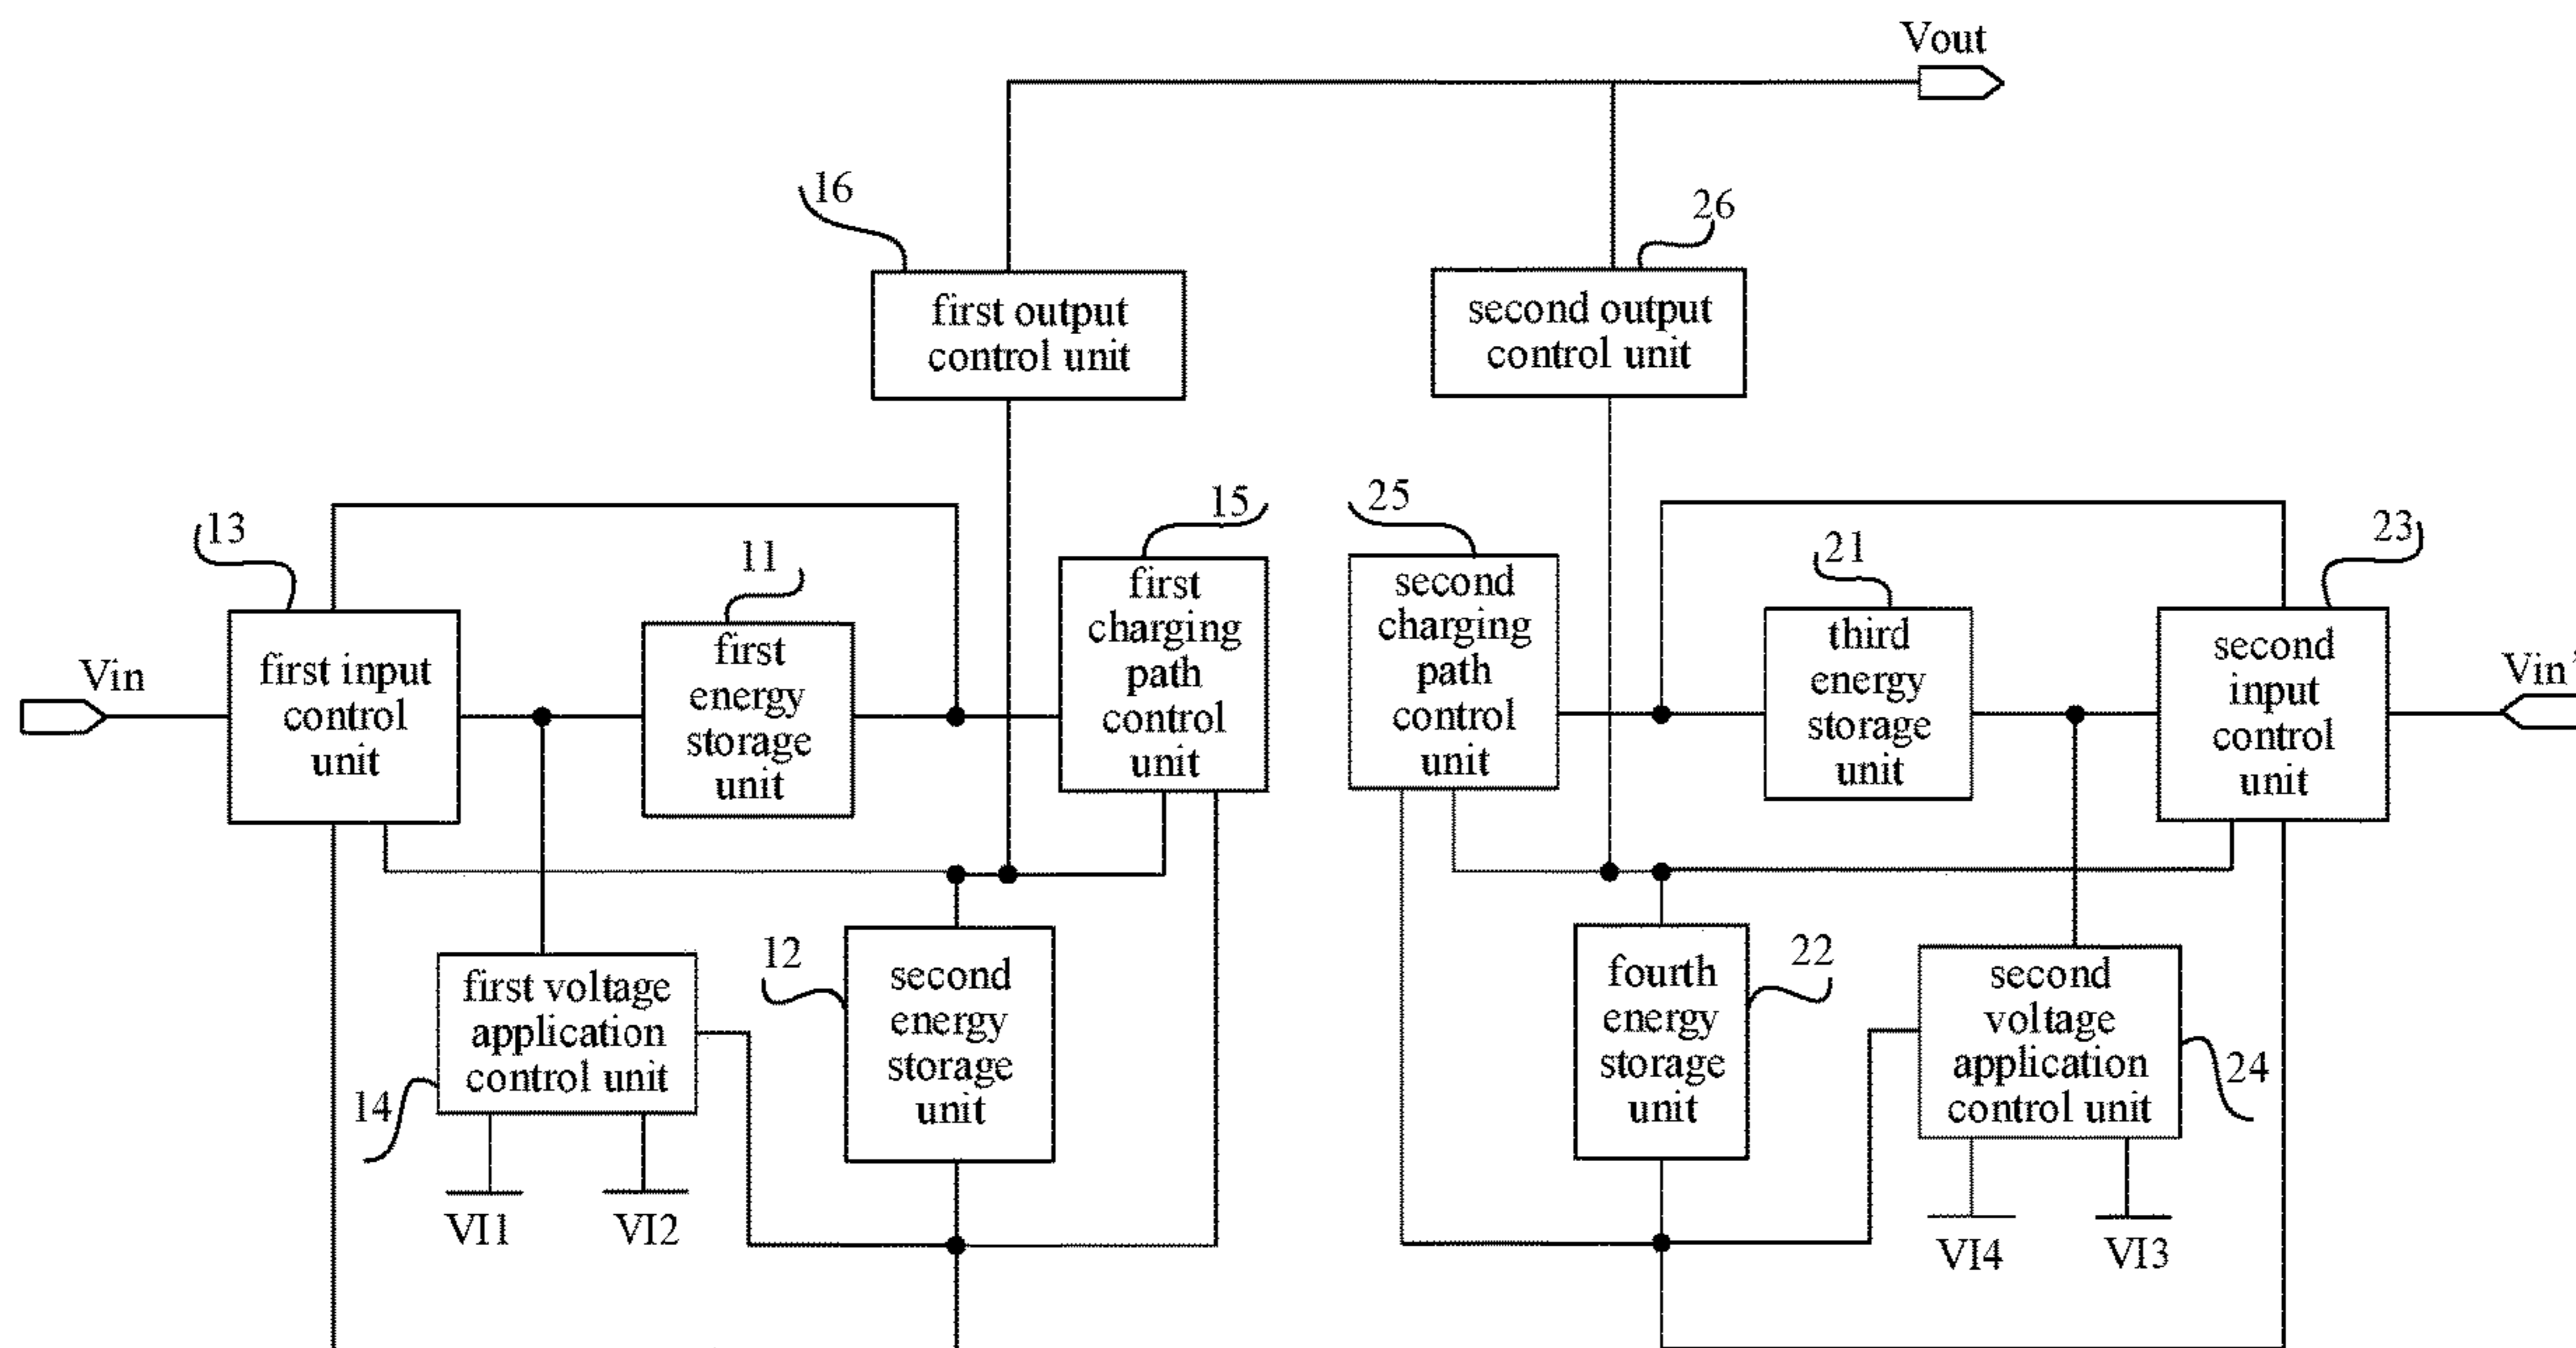 Vout
16
26
first output
control unit
second output
control unit
13
11
15
25
21
23
Vin
first input
control
unit
first
energy
storage
unit
first
charging
path
control
unit
second
charging
path
control
unit
third
energy
storage
unit
second
input
control
unit
Vin'
14
first voltage
application
control unit
12
second
energy
storage
unit
fourth
energy
storage
unit
22
second
voltage
application
control unit
24
VI1
VI2
VI4
VI3